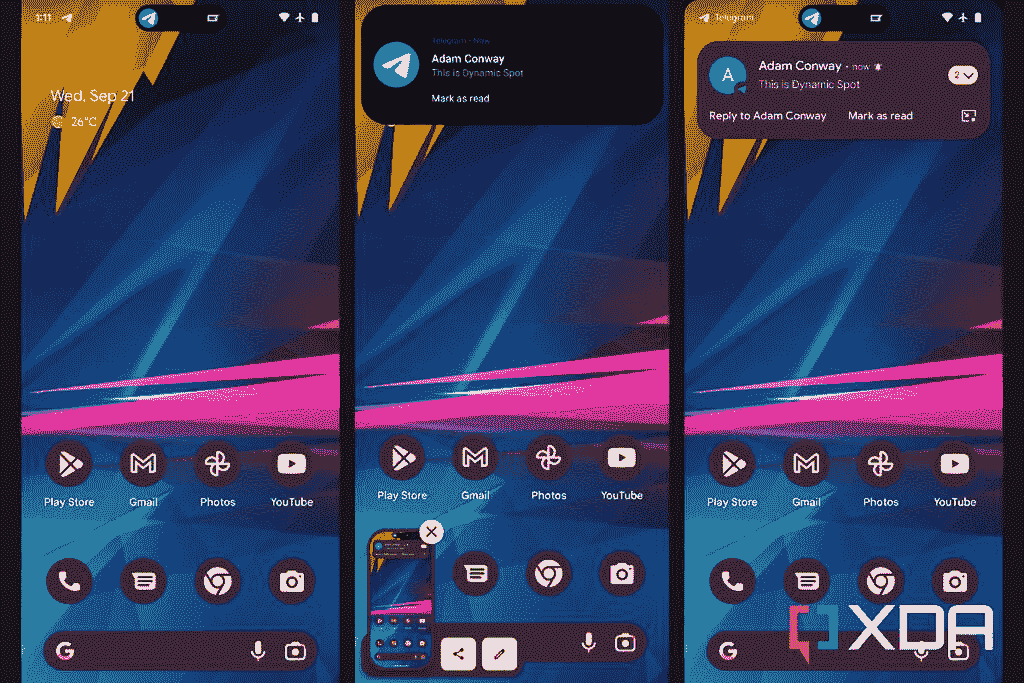 1:11
Wed, Sep 21
26°C
Play Store Gmail Photos YouTube
G
Telegram • Now
Adam Conway
This is Dynamic Spot
Mark as read
Play Store Gmail Photos YouTube
Telegram
A
Adam Conway • now
2
This is Dynamic Spot
Reply to Adam Conway Mark as read
Play Store Gmail Photos YouTube
G
XDA